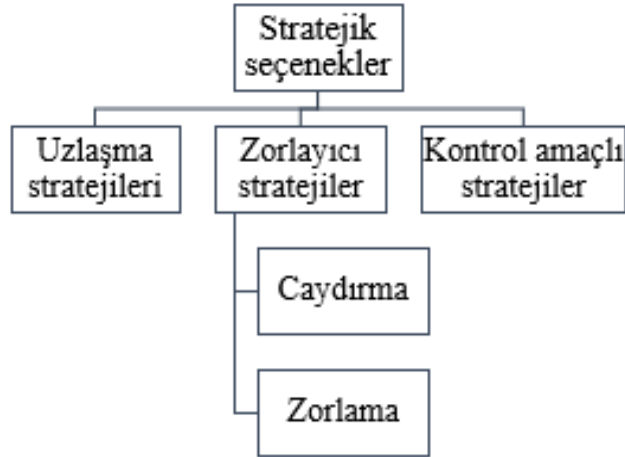 Stratejik
seçenekler
Uzlaşma
stratejileri
Zorlayıcı
stratejiler
Kontrol amaçlı
stratejiler
Caydırma
Zorlama